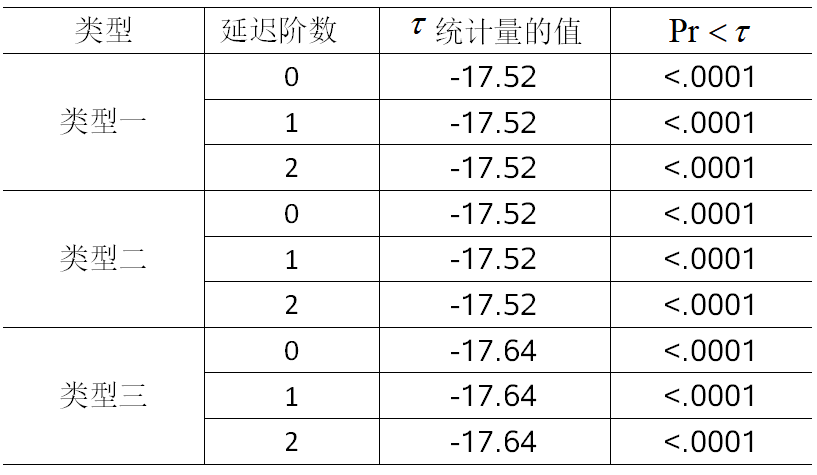 类型 延迟阶数 τ 统计量的值 Pr < τ
类型一 0 -17.52 <.0001
1 -17.52 <.0001
2 -17.52 <.0001
类型二 0 -17.52 <.0001
1 -17.52 <.0001
2 -17.52 <.0001
类型三 0 -17.64 <.0001
1 -17.64 <.0001
2 -17.64 <.0001